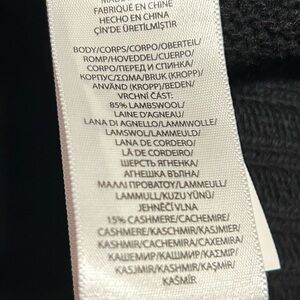 FABRIQUÉ EN CHINE
HECHO EN CHINA
ÇİN'DE ÜRETİLMİŞTİR
BODY/CORPS/CORPO/OBERTEIL/
ROMP/HOVEDDEL/CUERPO/
CORPO/ПЕРЕД И СПИНКА/
КОРПУС/ΣΩΜΑ/BRUK (KROPP)/
ANVÄND (KROPP)/BEDEN/
VRCHNÍ ČÁST:
85% LAMBSWOOL/
LAINE D'AGNEAU/
LANA DI AGNELLO/LAMMWOLLE/
LAMSWOL/LAMMEULD/
LANA DE CORDERO/
LÃ DE CORDEIRO/
ШЕРСТЬ ЯГНЕНКА/
АГНЕШКА ВЪЛНА/
ΜΑΛΛΙ ΠΡΟΒΑΤΟΥ/LAMMEULL/
LAMMULL/KUZU YÜNÜ/
JEHNĚČÍ VLNA
15% CASHMERE/CACHEMIRE/
CASHMERE/KASCHMIR/KASJMIER/
KASHMIR/CACHEMIRA/CAXEMIRA/
КАШЕМИР/КАШМИР/ΚΑΣΜΙΡ/
KASJMIR/KASHMIR/KAŞMİR/
KAŠMÍR